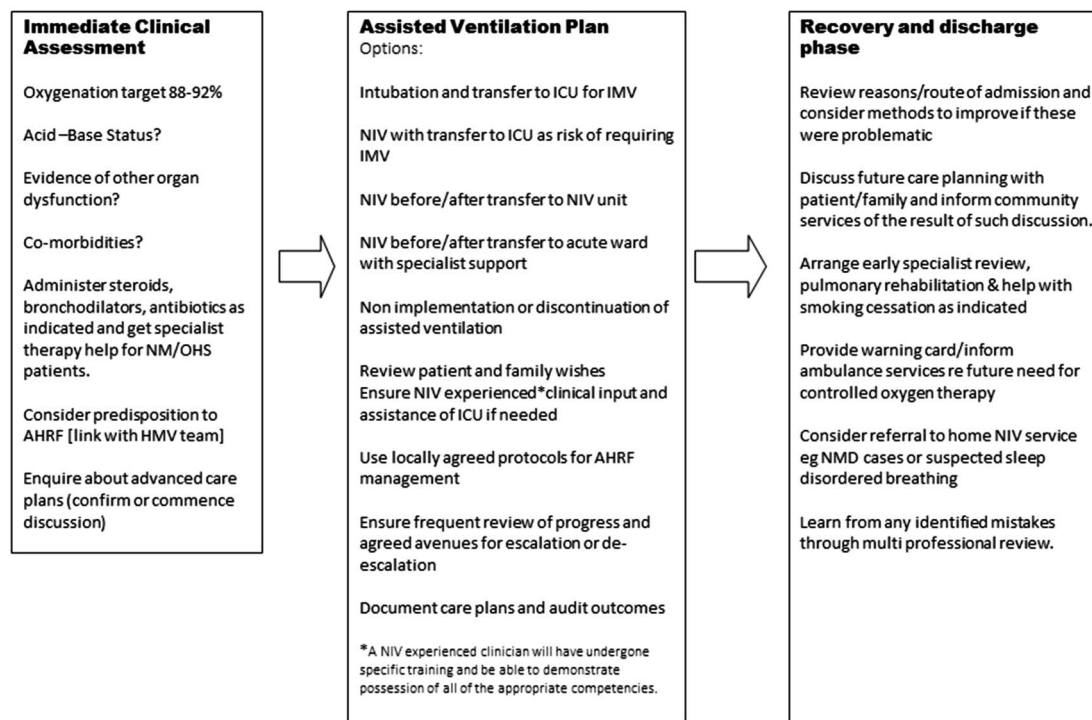 Immediate Clinical
Assessment
Oxygenation target 88-92%
Acid –Base Status?
Evidence of other organ
dysfunction?
Co-morbidities?
Administer steroids,
bronchodilators, antibiotics as
indicated and get specialist
therapy help for NM/OHS
patients.
Consider predisposition to
AHRF [link with HMV team]
Enquire about advanced care
plans (confirm or commence
discussion)
Assisted Ventilation Plan
Options:
Intubation and transfer to ICU for IMV
NIV with transfer to ICU as risk of requiring
IMV
NIV before/after transfer to NIV unit
NIV before/after transfer to acute ward
with specialist support
Non implementation or discontinuation of
assisted ventilation
Review patient and family wishes
Ensure NIV experienced*clinical input and
assistance of ICU if needed
Use locally agreed protocols for AHRF
management
Ensure frequent review of progress and
agreed avenues for escalation or de-
escalation
Document care plans and audit outcomes
*A NIV experienced clinician will have undergone
specific training and be able to demonstrate
possession of all of the appropriate competencies.
Recovery and discharge
phase
Review reasons/route of admission and
consider methods to improve if these
were problematic
Discuss future care planning with
patient/family and inform community
services of the result of such discussion.
Arrange early specialist review,
pulmonary rehabilitation & help with
smoking cessation as indicated
Provide warning card/inform
ambulance services re future need for
controlled oxygen therapy
Consider referral to home NIV service
eg NMD cases or suspected sleep
disordered breathing
Learn from any identified mistakes
through multi professional review.